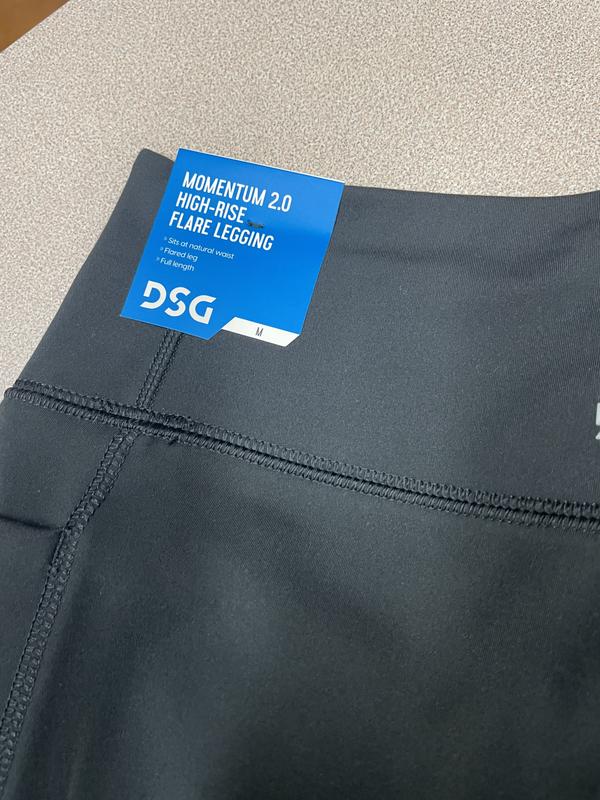 MOMENTUM 2.0
HIGH-RISE
FLARE LEGGING
» Sits at natural waist
» Flared leg
» Full length
DSG
M